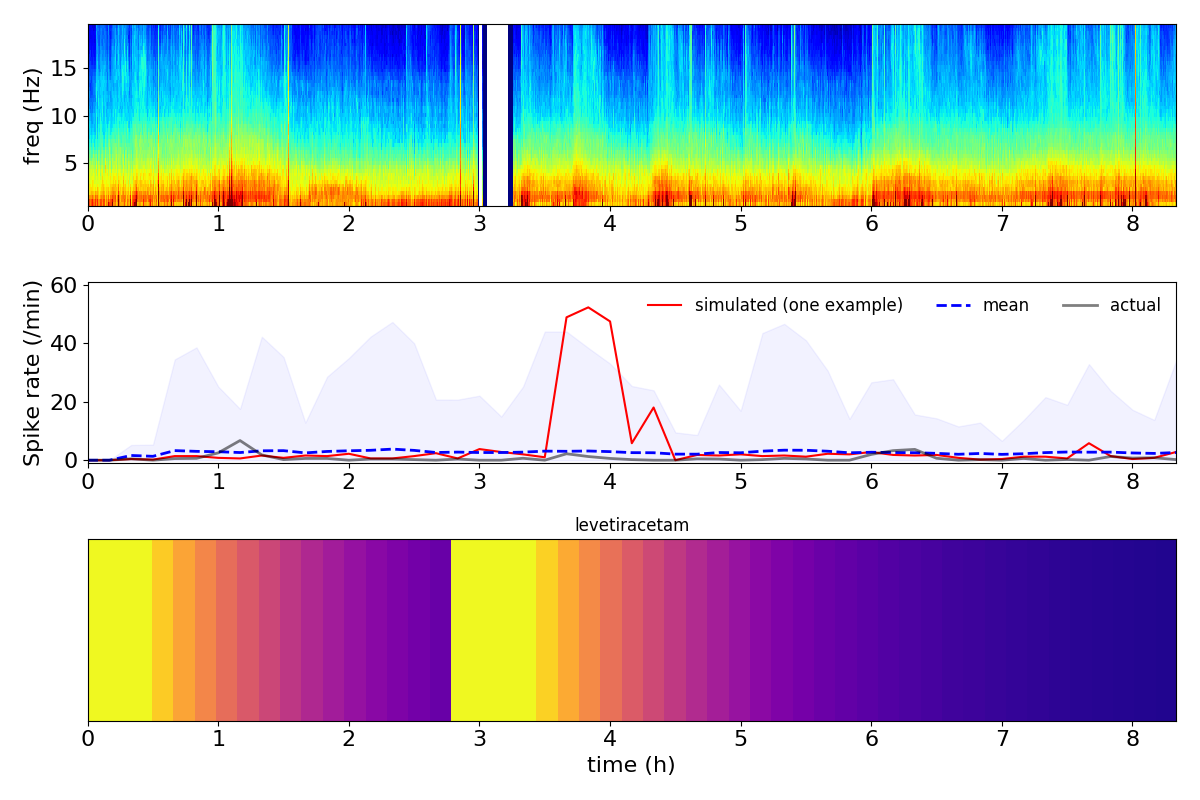 freq (Hz)
15
10
5
0 1 2 3 4 5 6 7 8
Spike rate (/min)
60
40
20
0
simulated (one example) mean actual
0 1 2 3 4 5 6 7 8
levetiracetam
0 1 2 3 4 5 6 7 8
time (h)